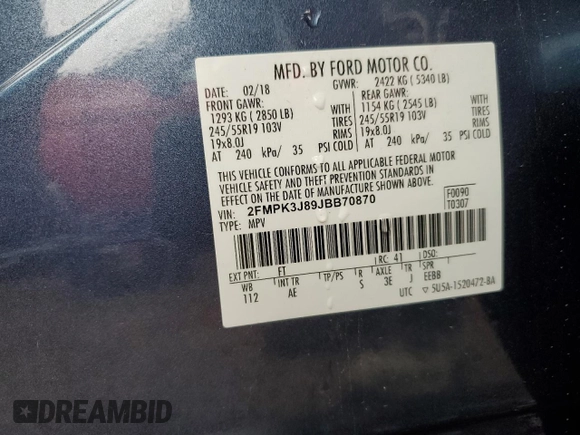 MFD. BY FORD MOTOR CO.
DATE: 02/18 GVWR: 2422 KG ( 5340 LB)
FRONT GAWR: REAR GAWR:
1293 KG ( 2850 LB) WITH 1154 KG ( 2545 LB) WITH
245/55R19 103V TIRES 245/55R19 103V TIRES
19x8.0J RIMS 19x8.0J RIMS
AT 240 kPa/ 35 PSI COLD AT 240 kPa/ 35 PSI COLD
THIS VEHICLE CONFORMS TO ALL APPLICABLE FEDERAL MOTOR
VEHICLE SAFETY AND THEFT PREVENTION STANDARDS IN
EFFECT ON THE DATE OF MANUFACTURE SHOWN ABOVE.
VIN: 2FMPK3J89JBB70870 F0090
TYPE: MPV T0307
EXT PNT: FT RC: 41 DSO:
WB INT TR TP/PS R AXLE TR SPR
112 AE S 3E J EEBB
UTC ▽ 5U5A-1520472-BA
DREAMBID